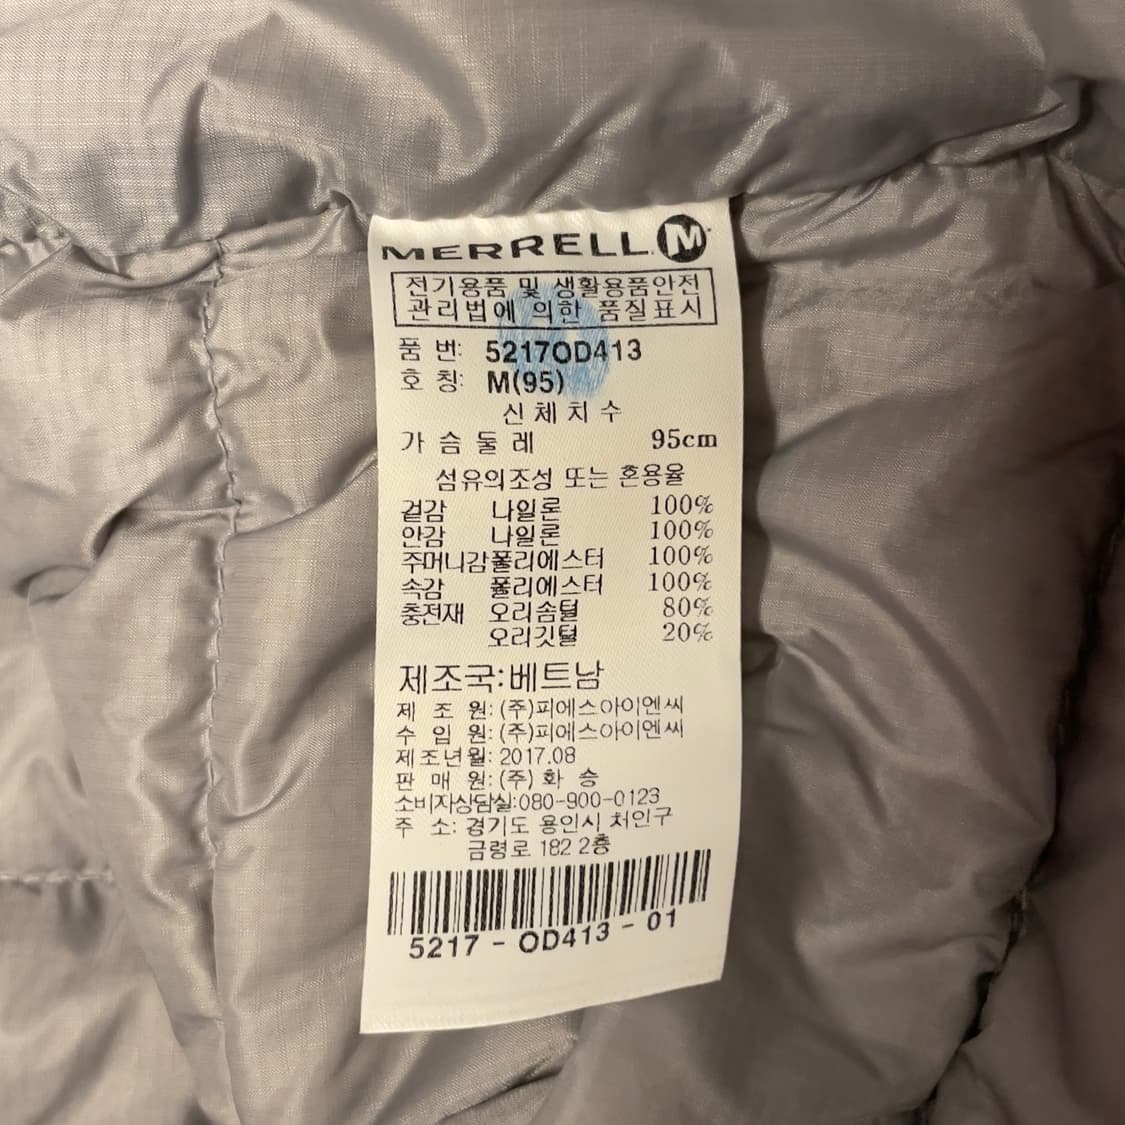 MERRELL M
전기용품 및 생활용품안전
관리법에 의한 품질표시
품 번: 5217OD413
호 칭: M(95)
신체치수
가슴둘레 95cm
섬유의조성 또는 혼용율
겉감 나일론 100%
안감 나일론 100%
주머니감 폴리에스터 100%
속감 폴리에스터 100%
충전재 오리솜털 80%
오리깃털 20%
제조국:베트남
제 조 원: (주)피에스아이엔씨
수 입 원: (주)피에스아이엔씨
제조년월: 2017.08
판 매 원: (주) 화 승
소비자상담실:080-900-0123
주 소: 경기도 용인시 처인구
금령로 182 2층
5217 - OD413 - 01